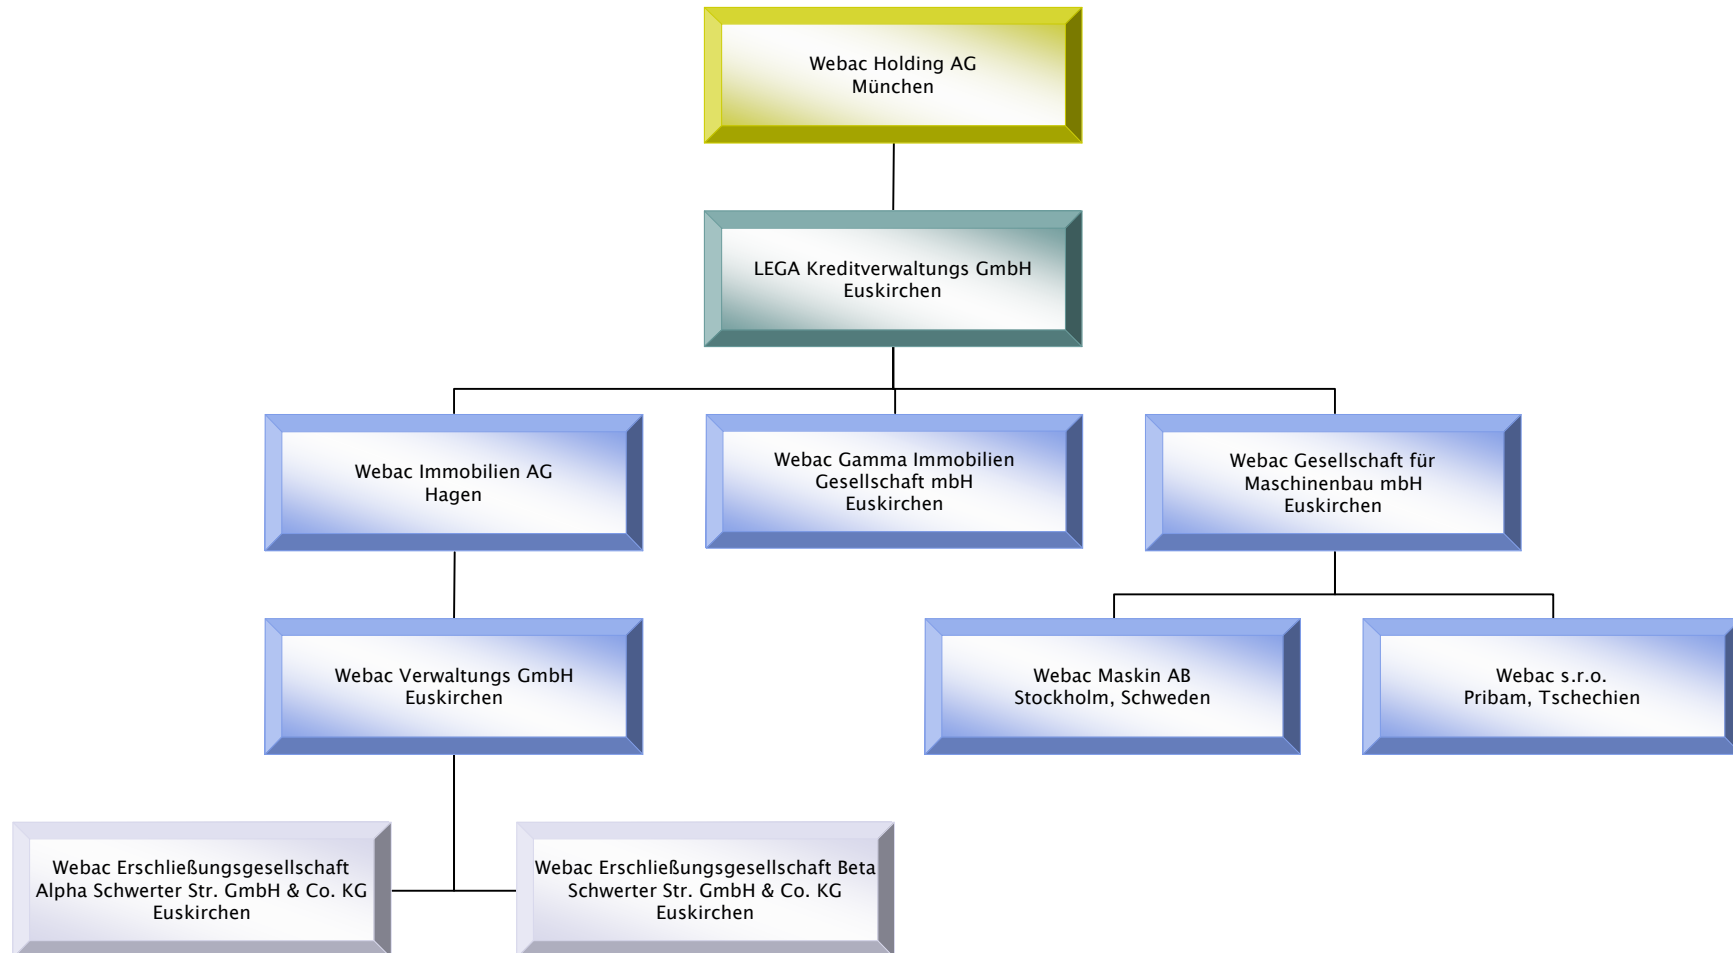 Webac Holding AG
München
LEGA Kreditverwaltungs GmbH
Euskirchen
Webac Immobilien AG
Hagen
Webac Gamma Immobilien
Gesellschaft mbH
Euskirchen
Webac Gesellschaft für
Maschinenbau mbH
Euskirchen
Webac Verwaltungs GmbH
Euskirchen
Webac Maskin AB
Stockholm, Schweden
Webac s.r.o.
Pribam, Tschechien
Webac Erschließungsgesellschaft
Alpha Schwerter Str. GmbH & Co. KG
Euskirchen
Webac Erschließungsgesellschaft Beta
Schwerter Str. GmbH & Co. KG
Euskirchen